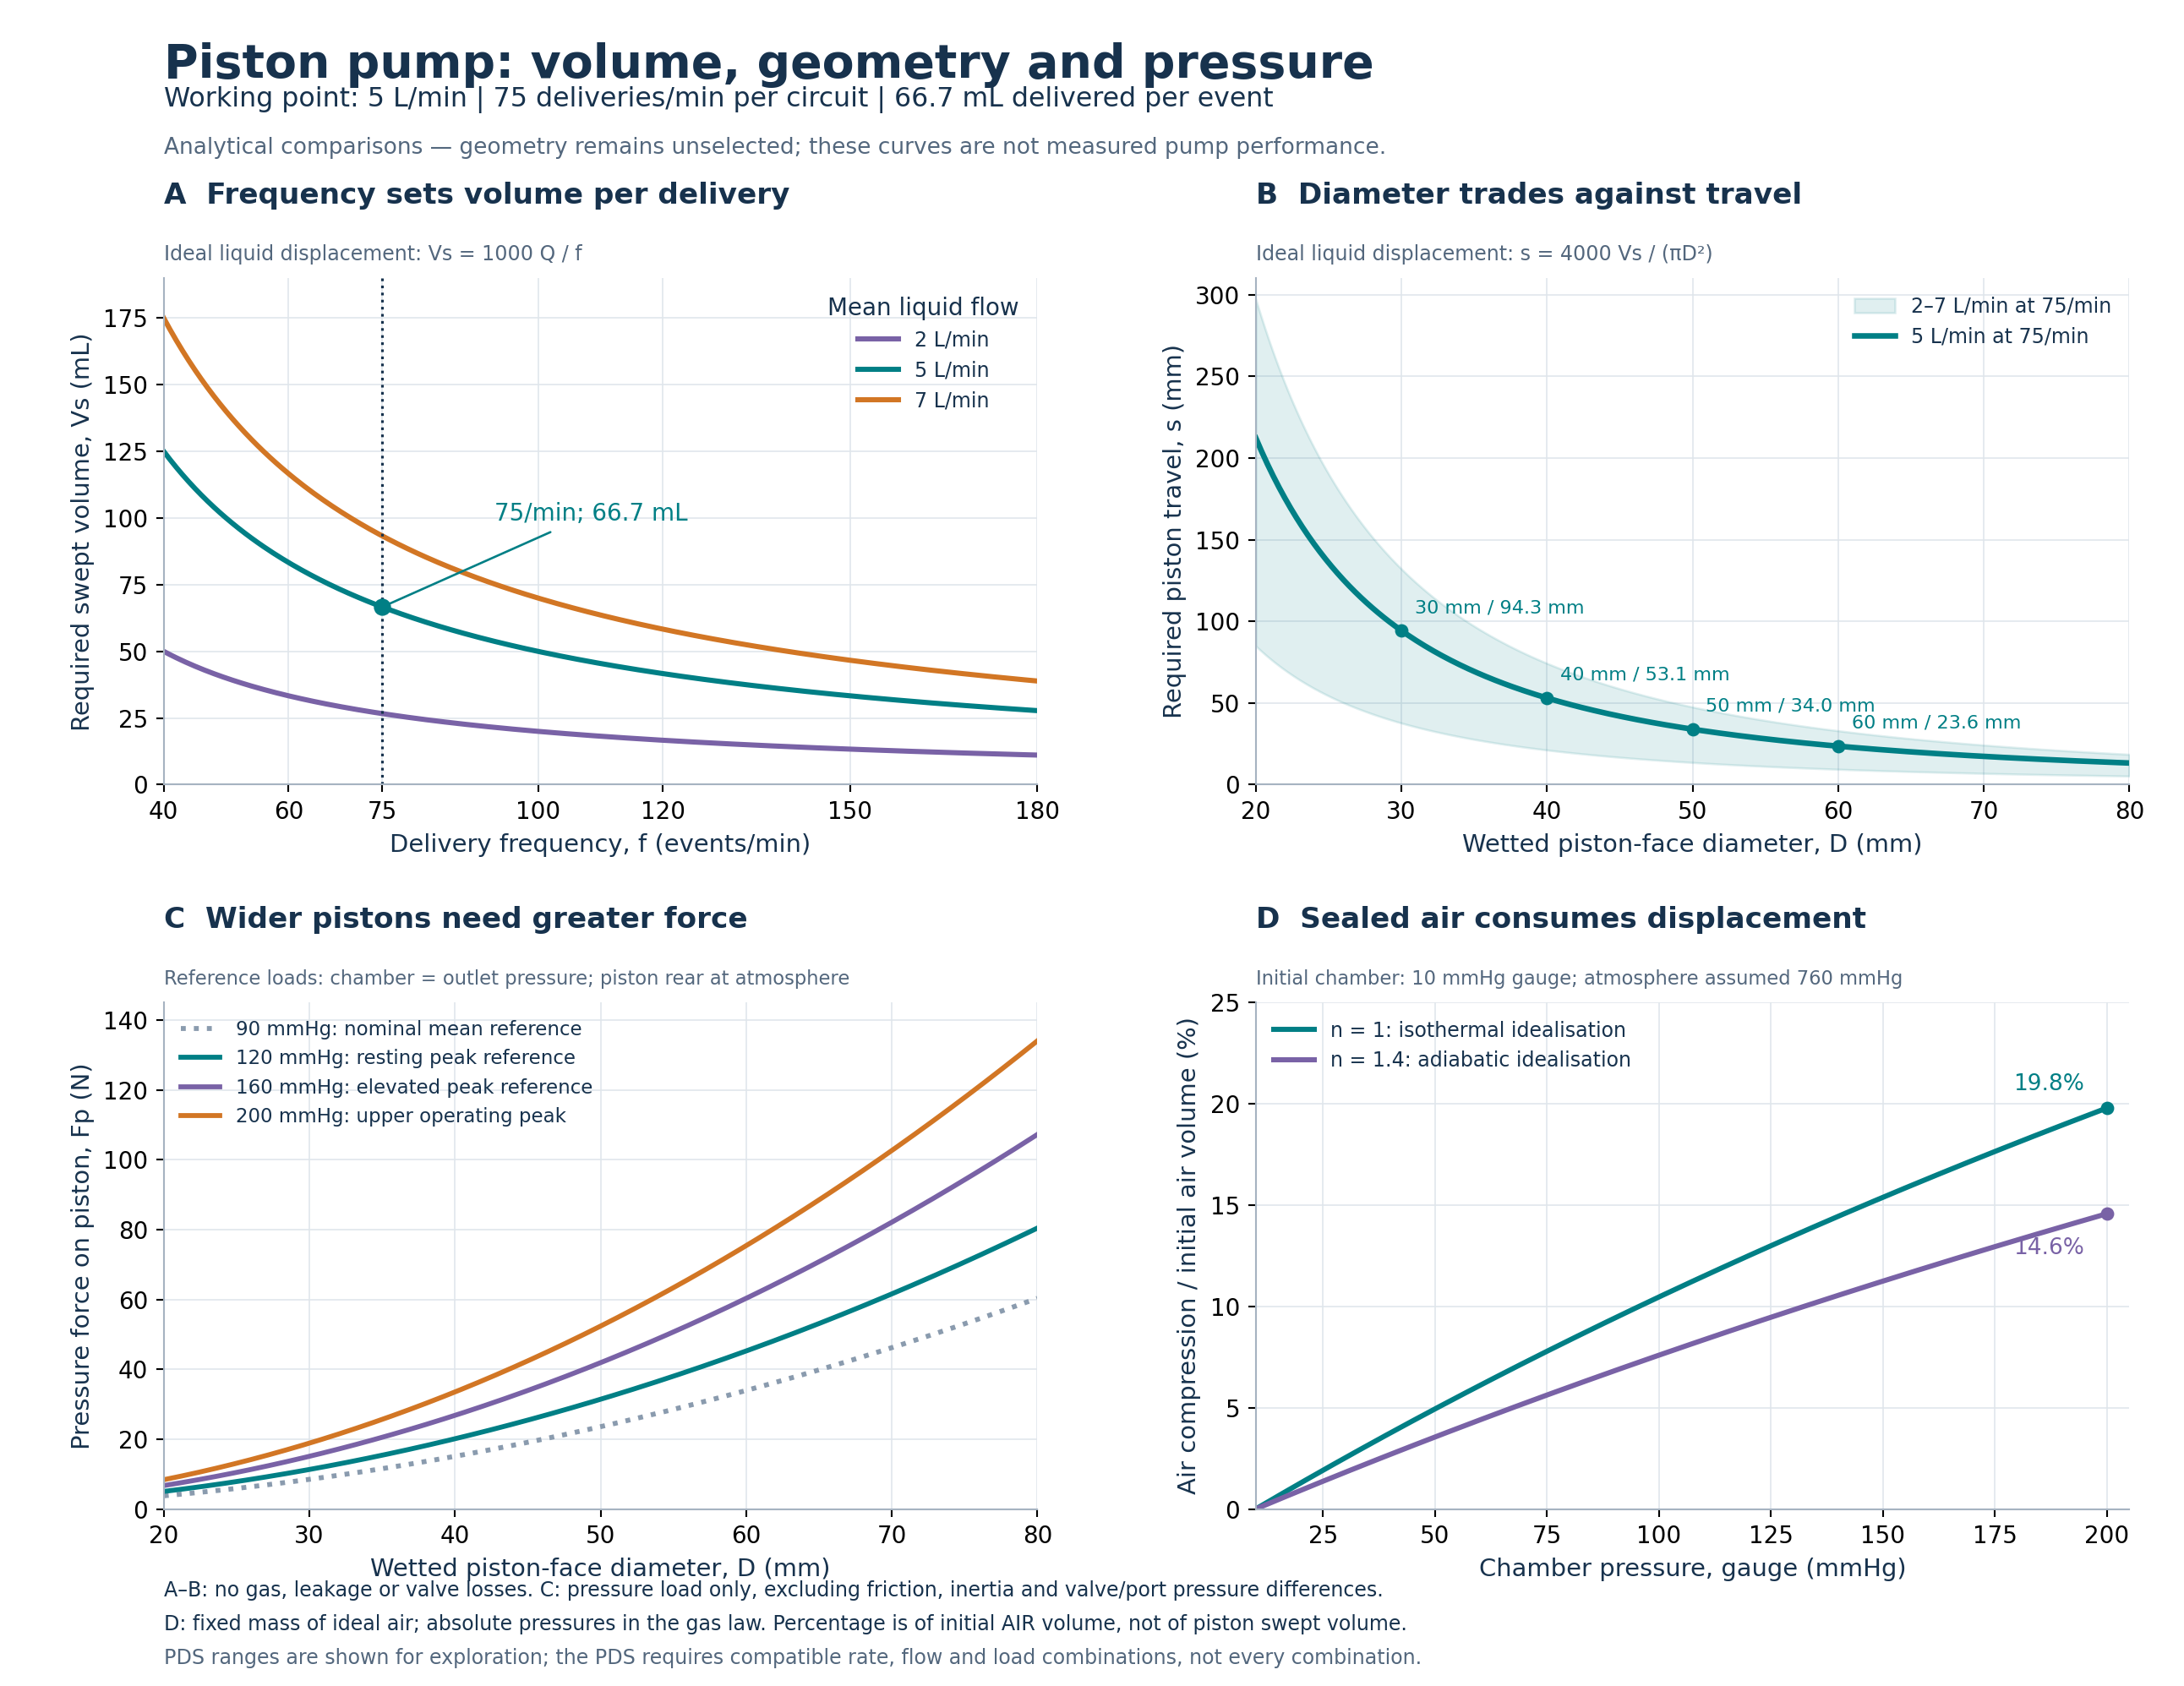 Piston pump: volume, geometry and pressure
Working point: 5 L/min | 75 deliveries/min per circuit | 66.7 mL delivered per event
Analytical comparisons — geometry remains unselected; these curves are not measured pump performance.
A  Frequency sets volume per delivery
Ideal liquid displacement: Vs = 1000 Q / f
Required swept volume, Vs (mL)
175
150
125
100
75
50
25
0
Mean liquid flow
2 L/min
5 L/min
7 L/min
75/min; 66.7 mL
40 60 75 100 120 150 180
Delivery frequency, f (events/min)
B  Diameter trades against travel
Ideal liquid displacement: s = 4000 Vs / (πD²)
Required piston travel, s (mm)
300
250
200
150
100
50
0
2–7 L/min at 75/min
5 L/min at 75/min
30 mm / 94.3 mm
40 mm / 53.1 mm
50 mm / 34.0 mm
60 mm / 23.6 mm
20 30 40 50 60 70 80
Wetted piston-face diameter, D (mm)
C  Wider pistons need greater force
Reference loads: chamber = outlet pressure; piston rear at atmosphere
Pressure force on piston, Fp (N)
140
120
100
80
60
40
20
0
90 mmHg: nominal mean reference
120 mmHg: resting peak reference
160 mmHg: elevated peak reference
200 mmHg: upper operating peak
20 30 40 50 60 70 80
Wetted piston-face diameter, D (mm)
D  Sealed air consumes displacement
Initial chamber: 10 mmHg gauge; atmosphere assumed 760 mmHg
Air compression / initial air volume (%)
25
20
15
10
5
0
n = 1: isothermal idealisation
n = 1.4: adiabatic idealisation
19.8%
14.6%
25 50 75 100 125 150 175 200
Chamber pressure, gauge (mmHg)
A–B: no gas, leakage or valve losses. C: pressure load only, excluding friction, inertia and valve/port pressure differences.
D: fixed mass of ideal air; absolute pressures in the gas law. Percentage is of initial AIR volume, not of piston swept volume.
PDS ranges are shown for exploration; the PDS requires compatible rate, flow and load combinations, not every combination.